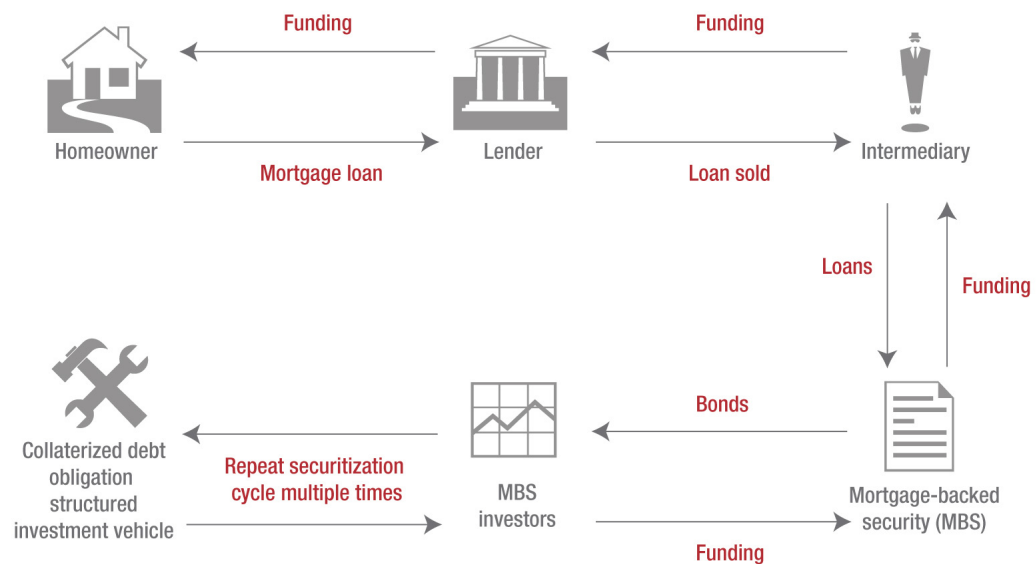 Funding
Funding
Homeowner
Lender
Intermediary
Mortgage loan
Loan sold
Loans
Funding
Bonds
Collaterized debt
obligation
structured
investment vehicle
Repeat securitization
cycle multiple times
MBS
investors
Mortgage-backed
security (MBS)
Funding